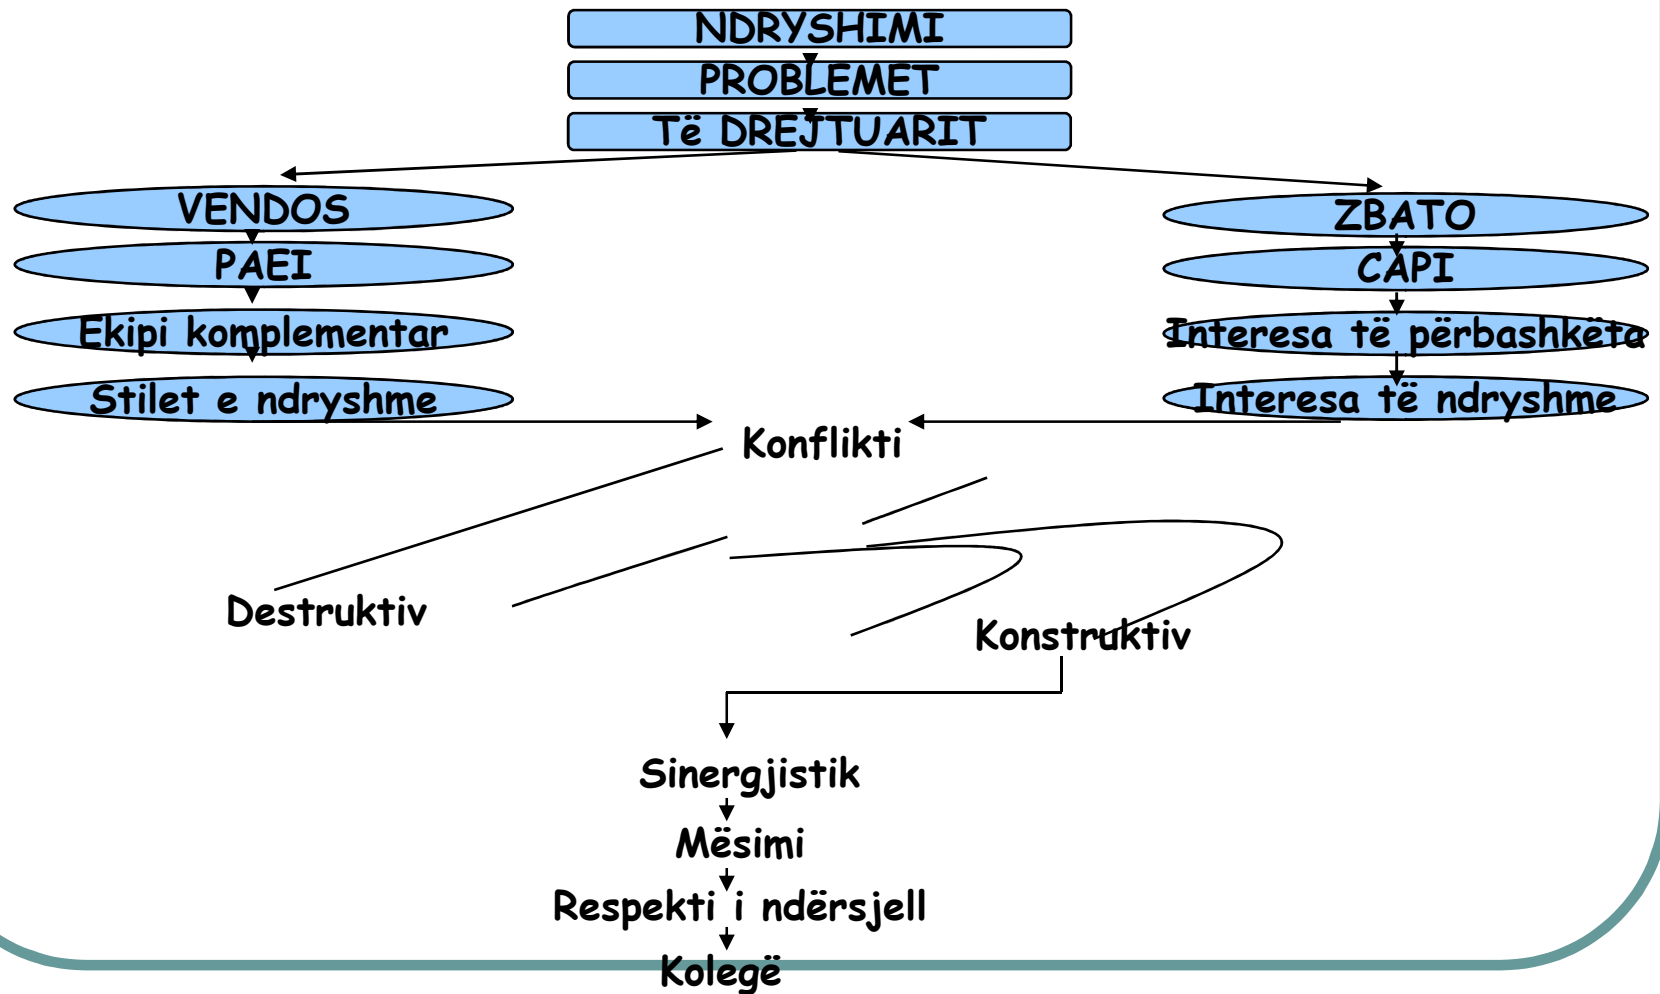 NDRYSHIMI
PROBLEMET
Të DREJTUARIT
VENDOS
PAEI
Ekipi komplementar
Stilet e ndryshme
ZBATO
CAPI
Interesa të përbashkëta
Interesa të ndryshme
Konflikti
Destruktiv
Konstruktiv
Sinergjistik
Mësimi
Respekti i ndërsjell
Kolegë